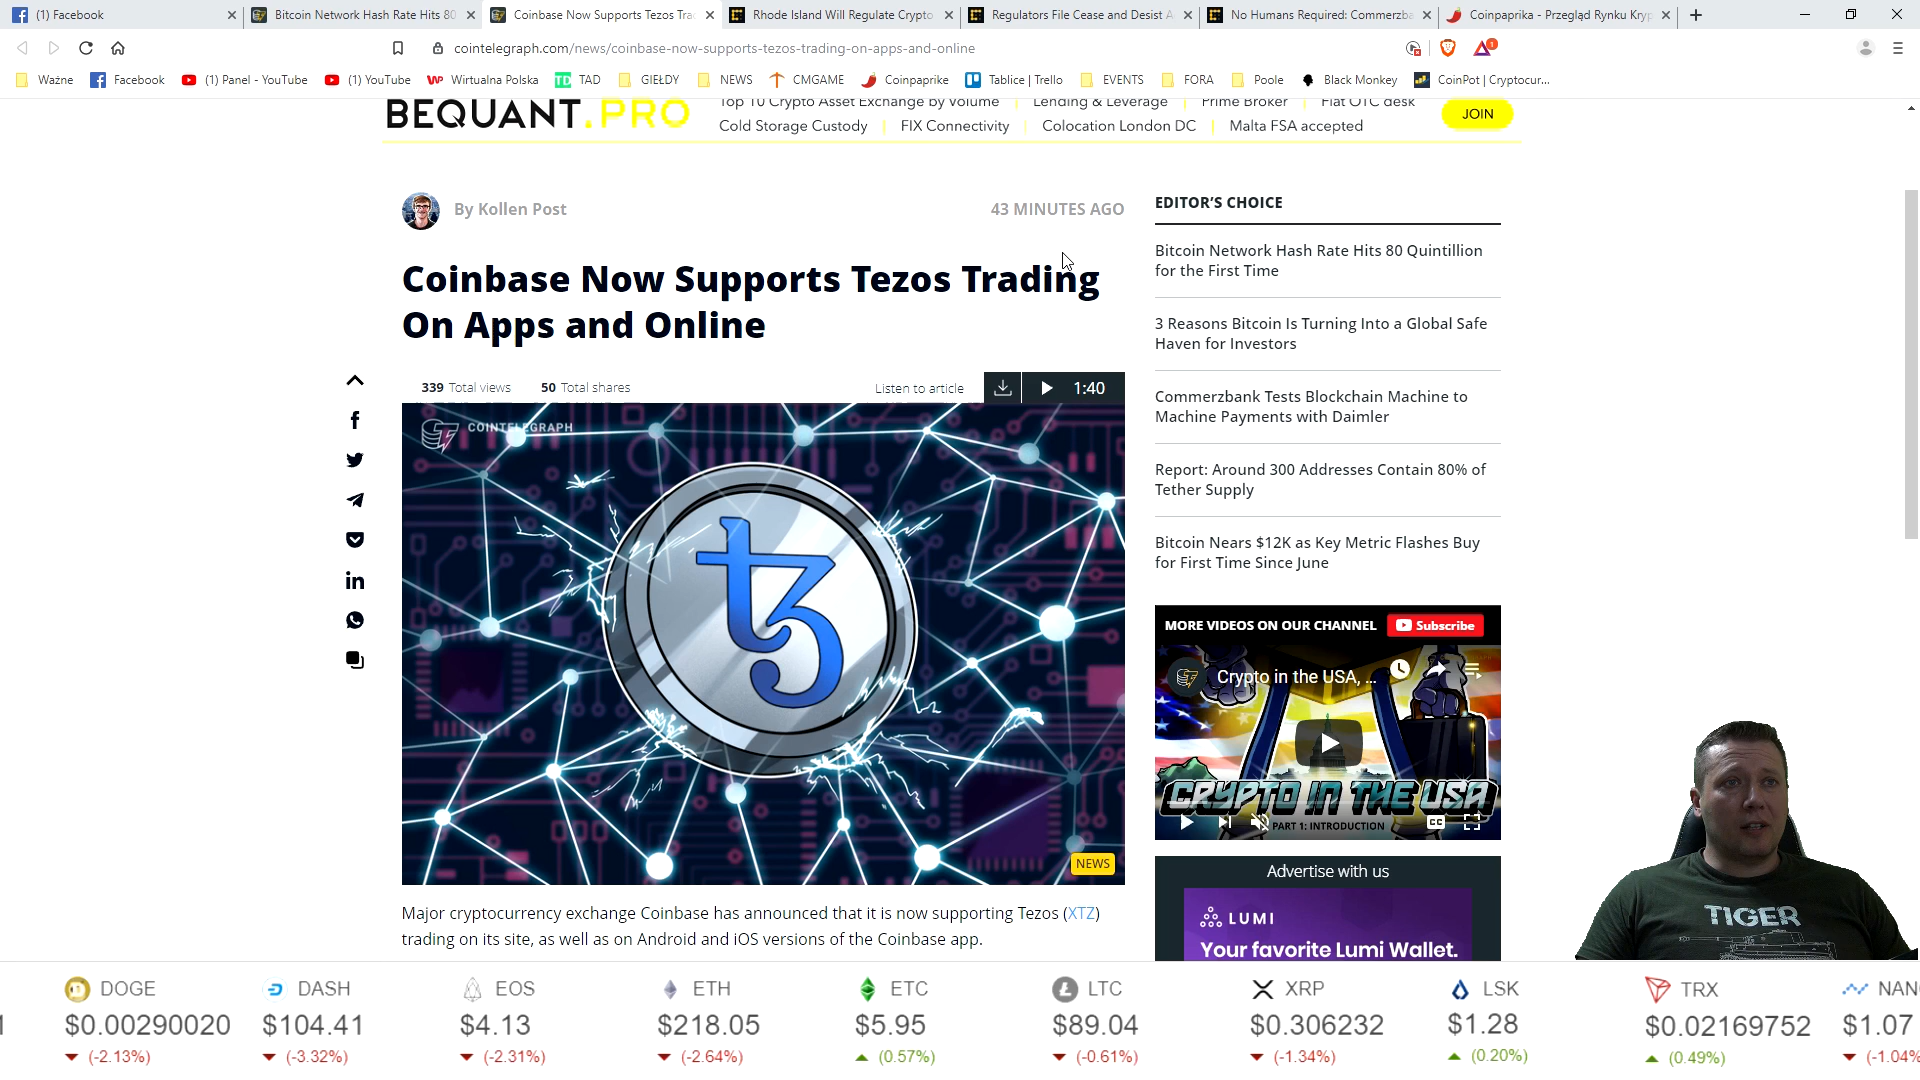 (1) Facebook
Bitcoin Network Hash Rate Hits 80
Coinbase Now Supports Tezos Tra
Rhode Island Will Regulate Crypto
Regulators File Cease and Desist A
No Humans Required: Commerzba
Coinpaprika - Przegląd Rynku Kryp
cointelegraph.com/news/coinbase-now-supports-tezos-trading-on-apps-and-online
1
Ważne
Facebook
(1) Panel - YouTube
(1) YouTube
WP Wirtualna Polska
TD TAD
GIEŁDY
NEWS
CMGAME
Coinpaprike
Tablice | Trello
EVENTS
FORA
Poole
Black Monkey
CoinPot | Cryptocur...
BEQUANT.PRO
Top 10 Crypto Asset Exchange by volume
Lending & Leverage
Prime Broker
Fiat OTC desk
Cold Storage Custody
FIX Connectivity
Colocation London DC
Malta FSA accepted
JOIN
By Kollen Post
43 MINUTES AGO
Coinbase Now Supports Tezos Trading
On Apps and Online
339 Total views
50 Total shares
Listen to article
1:40
COINTELEGRAPH
NEWS
Major cryptocurrency exchange Coinbase has announced that it is now supporting Tezos (XTZ)
trading on its site, as well as on Android and iOS versions of the Coinbase app.
EDITOR'S CHOICE
Bitcoin Network Hash Rate Hits 80 Quintillion
for the First Time
3 Reasons Bitcoin Is Turning Into a Global Safe
Haven for Investors
Commerzbank Tests Blockchain Machine to
Machine Payments with Daimler
Report: Around 300 Addresses Contain 80% of
Tether Supply
Bitcoin Nears $12K as Key Metric Flashes Buy
for First Time Since June
MORE VIDEOS ON OUR CHANNEL
Subscribe
Crypto in the USA, ...
CRYPTO IN THE USA
PART 1: INTRODUCTION
CC
Advertise with us
LUMI
Your favorite Lumi Wallet.
TIGER
DOGE
$0.00290020
(-2.13%)
DASH
$104.41
(-3.32%)
EOS
$4.13
(-2.31%)
ETH
$218.05
(-2.64%)
ETC
$5.95
(0.57%)
LTC
$89.04
(-0.61%)
XRP
$0.306232
(-1.34%)
LSK
$1.28
(0.20%)
TRX
$0.02169752
(0.49%)
NAN
$1.07
(-1.04%